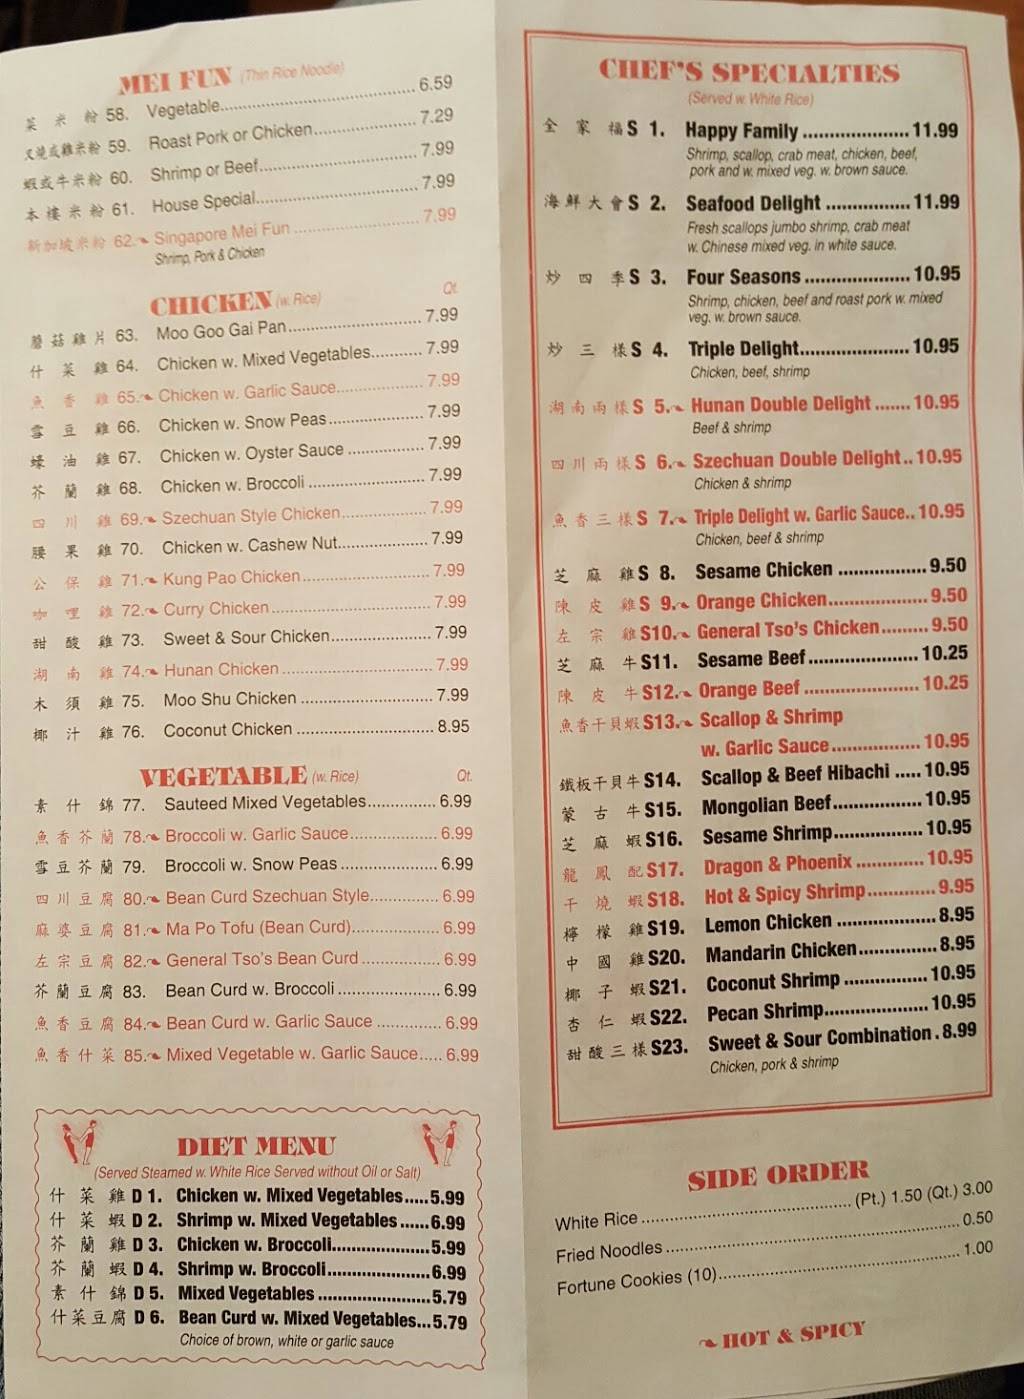 MEI FUN (Thin Rice Noodle)
菜 米 粉 58. Vegetable 6.59
叉燒或雞米粉 59. Roast Pork or Chicken 7.29
蝦或牛米粉 60. Shrimp or Beef 7.99
本樓米粉 61. House Special 7.99
新加坡米粉 62. Singapore Mei Fun 7.99
Shrimp, Pork & Chicken
CHICKEN (w. Rice) Qt.
蘑菇雞片 63. Moo Goo Gai Pan 7.99
什 菜 雞 64. Chicken w. Mixed Vegetables 7.99
魚 香 雞 65. Chicken w. Garlic Sauce 7.99
雪 豆 雞 66. Chicken w. Snow Peas 7.99
蠔 油 雞 67. Chicken w. Oyster Sauce 7.99
芥 蘭 雞 68. Chicken w. Broccoli 7.99
四 川 雞 69. Szechuan Style Chicken 7.99
腰 果 雞 70. Chicken w. Cashew Nut 7.99
公 保 雞 71. Kung Pao Chicken 7.99
咖 哩 雞 72. Curry Chicken 7.99
甜 酸 雞 73. Sweet & Sour Chicken 7.99
湖 南 雞 74. Hunan Chicken 7.99
木 須 雞 75. Moo Shu Chicken 7.99
椰 汁 雞 76. Coconut Chicken 8.95
VEGETABLE (w. Rice) Qt.
素 什 錦 77. Sauteed Mixed Vegetables 6.99
魚香芥蘭 78. Broccoli w. Garlic Sauce 6.99
雪豆芥蘭 79. Broccoli w. Snow Peas 6.99
四川豆腐 80. Bean Curd Szechuan Style 6.99
麻婆豆腐 81. Ma Po Tofu (Bean Curd) 6.99
左宗豆腐 82. General Tso's Bean Curd 6.99
芥蘭豆腐 83. Bean Curd w. Broccoli 6.99
魚香豆腐 84. Bean Curd w. Garlic Sauce 6.99
魚香什菜 85. Mixed Vegetable w. Garlic Sauce 6.99
DIET MENU
(Served Steamed w. White Rice Served without Oil or Salt)
什 菜 雞 D 1. Chicken w. Mixed Vegetables 5.99
什 菜 蝦 D 2. Shrimp w. Mixed Vegetables 6.99
芥 蘭 雞 D 3. Chicken w. Broccoli 5.99
芥 蘭 蝦 D 4. Shrimp w. Broccoli 6.99
素 什 錦 D 5. Mixed Vegetables 5.79
什菜豆腐 D 6. Bean Curd w. Mixed Vegetables 5.79
Choice of brown, white or garlic sauce
CHEF'S SPECIALTIES
(Served w. White Rice)
全 家 福 S 1. Happy Family 11.99
Shrimp, scallop, crab meat, chicken, beef,
pork and w. mixed veg. w. brown sauce.
海鮮大會 S 2. Seafood Delight 11.99
Fresh scallops jumbo shrimp, crab meat
w. Chinese mixed veg. in white sauce.
炒 四 季 S 3. Four Seasons 10.95
Shrimp, chicken, beef and roast pork w. mixed
veg. w. brown sauce.
炒 三 樣 S 4. Triple Delight 10.95
Chicken, beef, shrimp
湖南兩樣 S 5. Hunan Double Delight 10.95
Beef & shrimp
四川兩樣 S 6. Szechuan Double Delight 10.95
Chicken & shrimp
魚香三樣 S 7. Triple Delight w. Garlic Sauce 10.95
Chicken, beef & shrimp
芝 麻 雞 S 8. Sesame Chicken 9.50
陳 皮 雞 S 9. Orange Chicken 9.50
左 宗 雞 S10. General Tso's Chicken 9.50
芝 麻 牛 S11. Sesame Beef 10.25
陳 皮 牛 S12. Orange Beef 10.25
魚香干貝蝦 S13. Scallop & Shrimp
w. Garlic Sauce 10.95
鐵板干貝牛 S14. Scallop & Beef Hibachi 10.95
蒙 古 牛 S15. Mongolian Beef 10.95
芝 麻 蝦 S16. Sesame Shrimp 10.95
龍 鳳 配 S17. Dragon & Phoenix 10.95
干 燒 蝦 S18. Hot & Spicy Shrimp 9.95
檸 檬 雞 S19. Lemon Chicken 8.95
中 國 雞 S20. Mandarin Chicken 8.95
椰 子 蝦 S21. Coconut Shrimp 10.95
杏 仁 蝦 S22. Pecan Shrimp 10.95
甜酸三樣 S23. Sweet & Sour Combination 8.99
Chicken, pork & shrimp
SIDE ORDER
White Rice (Pt.) 1.50 (Qt.) 3.00
Fried Noodles 0.50
Fortune Cookies (10) 1.00
HOT & SPICY